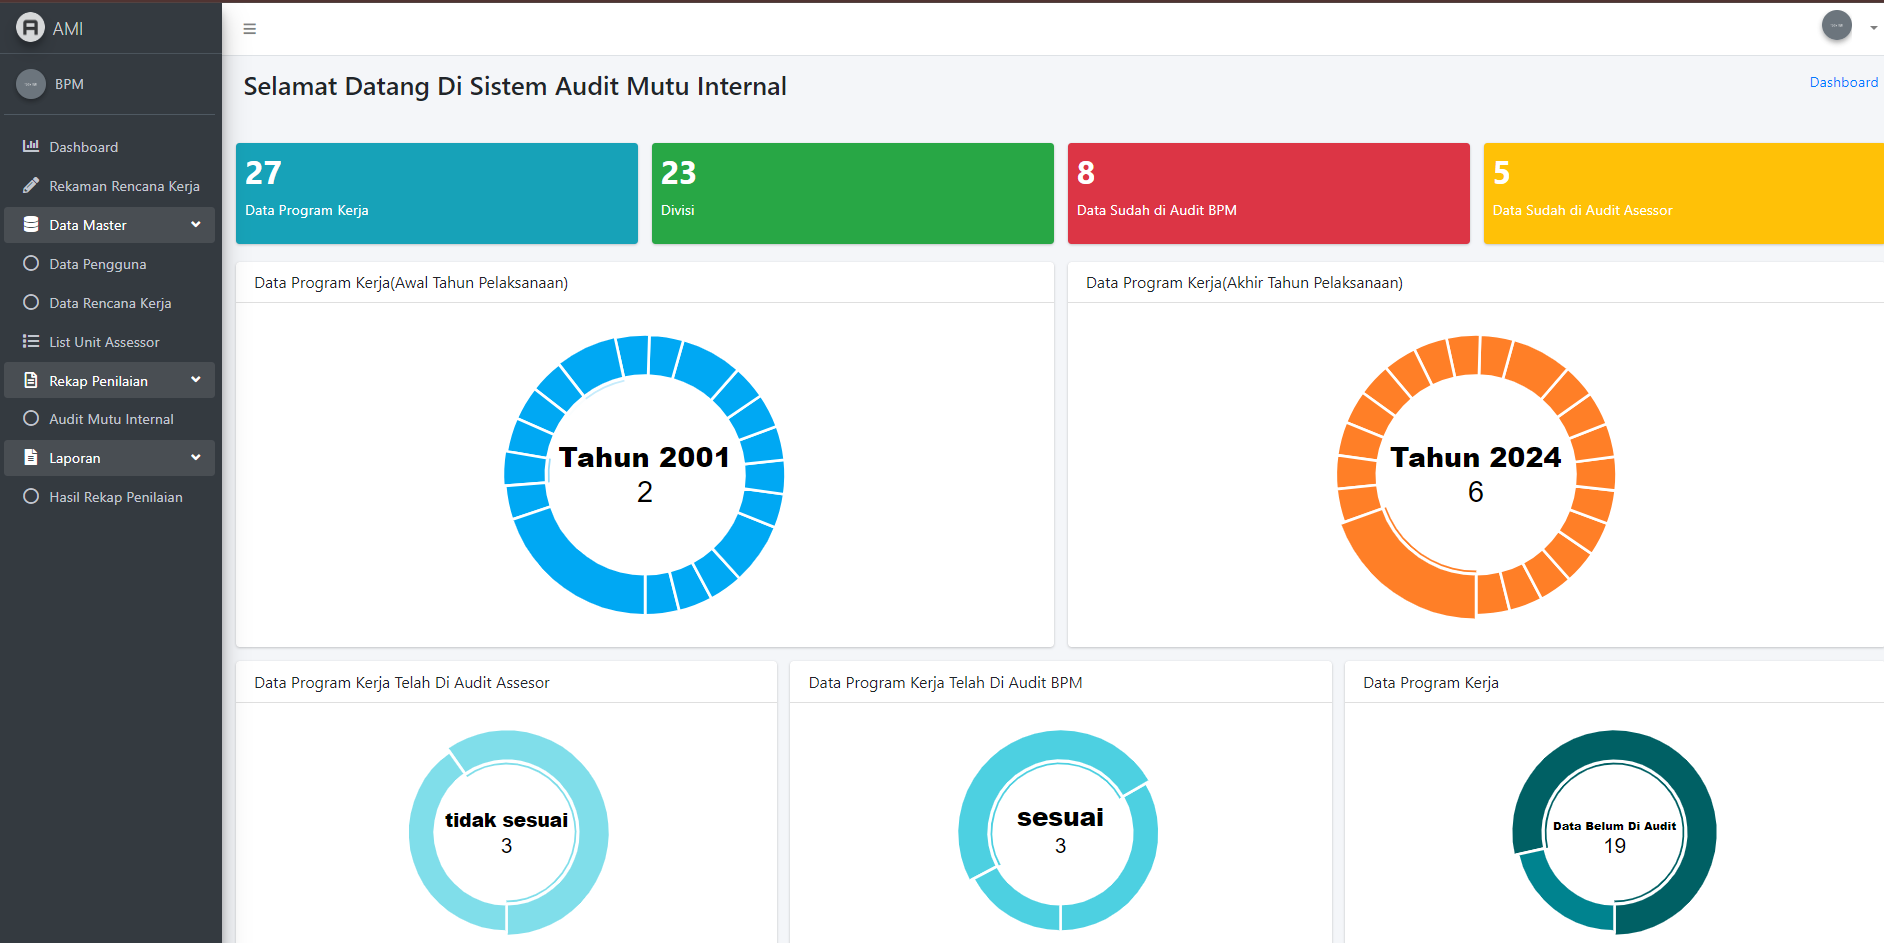 AMI
BPM
Dashboard
Rekaman Rencana Kerja
Data Master
Data Pengguna
Data Rencana Kerja
List Unit Assessor
Rekap Penilaian
Audit Mutu Internal
Laporan
Hasil Rekap Penilaian
Selamat Datang Di Sistem Audit Mutu Internal
Dashboard
27
Data Program Kerja
23
Divisi
8
Data Sudah di Audit BPM
5
Data Sudah di Audit Asessor
Data Program Kerja(Awal Tahun Pelaksanaan)
Tahun 2001
2
Data Program Kerja(Akhir Tahun Pelaksanaan)
Tahun 2024
6
Data Program Kerja Telah Di Audit Assesor
tidak sesuai
3
Data Program Kerja Telah Di Audit BPM
sesuai
3
Data Program Kerja
Data Belum Di Audit
19